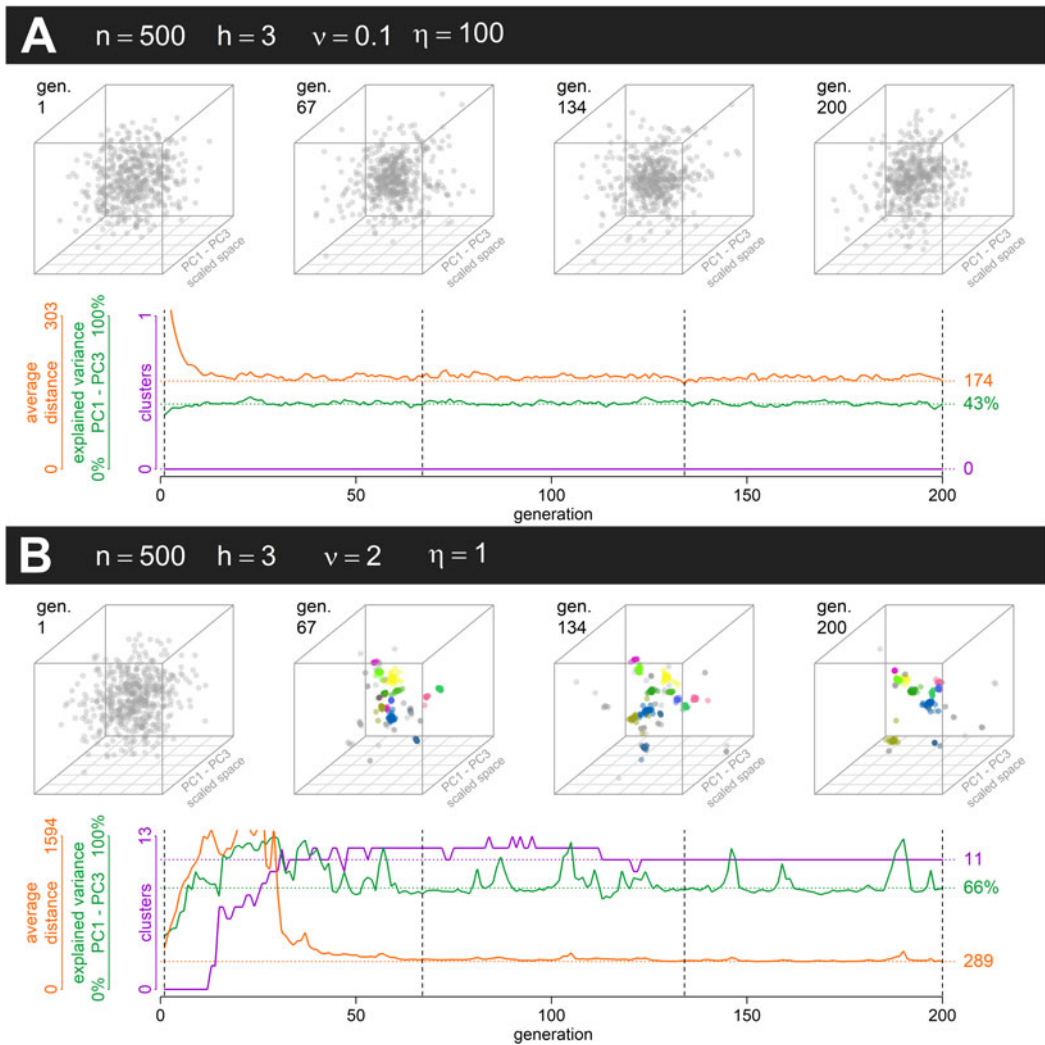 A n = 500 h = 3 ν = 0.1 η = 100
gen. 1
gen. 67
gen. 134
gen. 200
PC1 - PC3 scaled space
PC1 - PC3 scaled space
PC1 - PC3 scaled space
PC1 - PC3 scaled space
average distance
0
303
explained variance PC1 - PC3
0%
100%
clusters
0
1
174
43%
0
0 50 100 150 200
generation
B n = 500 h = 3 ν = 2 η = 1
gen. 1
gen. 67
gen. 134
gen. 200
PC1 - PC3 scaled space
PC1 - PC3 scaled space
PC1 - PC3 scaled space
PC1 - PC3 scaled space
average distance
0
1594
explained variance PC1 - PC3
0%
100%
clusters
0
13
11
66%
289
0 50 100 150 200
generation